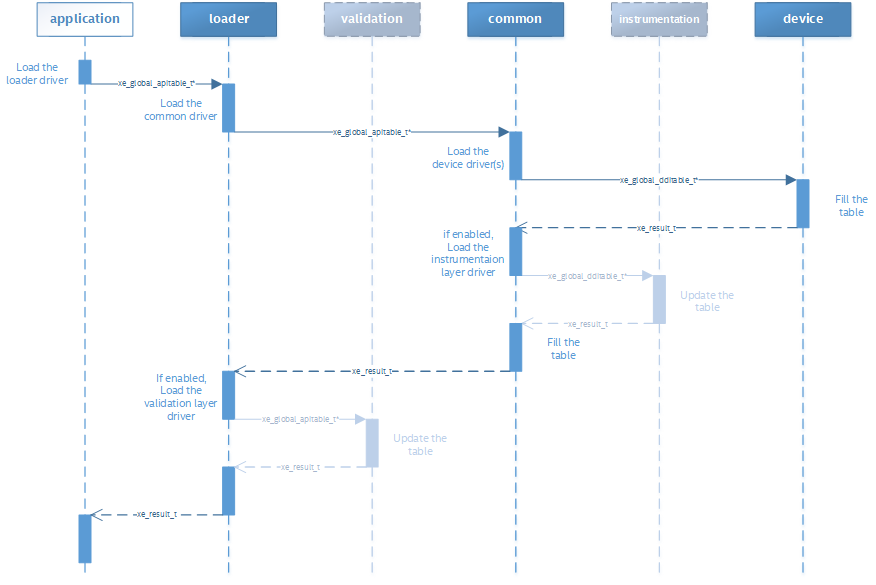 application
loader
validation
common
instrumentation
device
Load the
loader driver
xe_global_apitable_t*
Load the
common driver
xe_global_apitable_t*
Load the
device driver(s)
xe_global_dditable_t*
Fill the
table
xe_result_t
if enabled,
Load the
instrumentaion
layer driver
xe_global_dditable_t*
Update the
table
xe_result_t
Fill the
table
xe_result_t
If enabled,
Load the
validation layer
driver
xe_global_apitable_t*
Update the
table
xe_result_t
xe_result_t